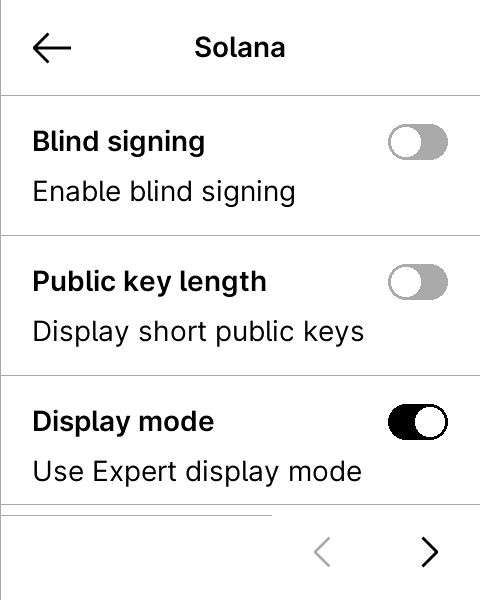 Solana
Blind signing
Enable blind signing
Public key length
Display short public keys
Display mode
Use Expert display mode